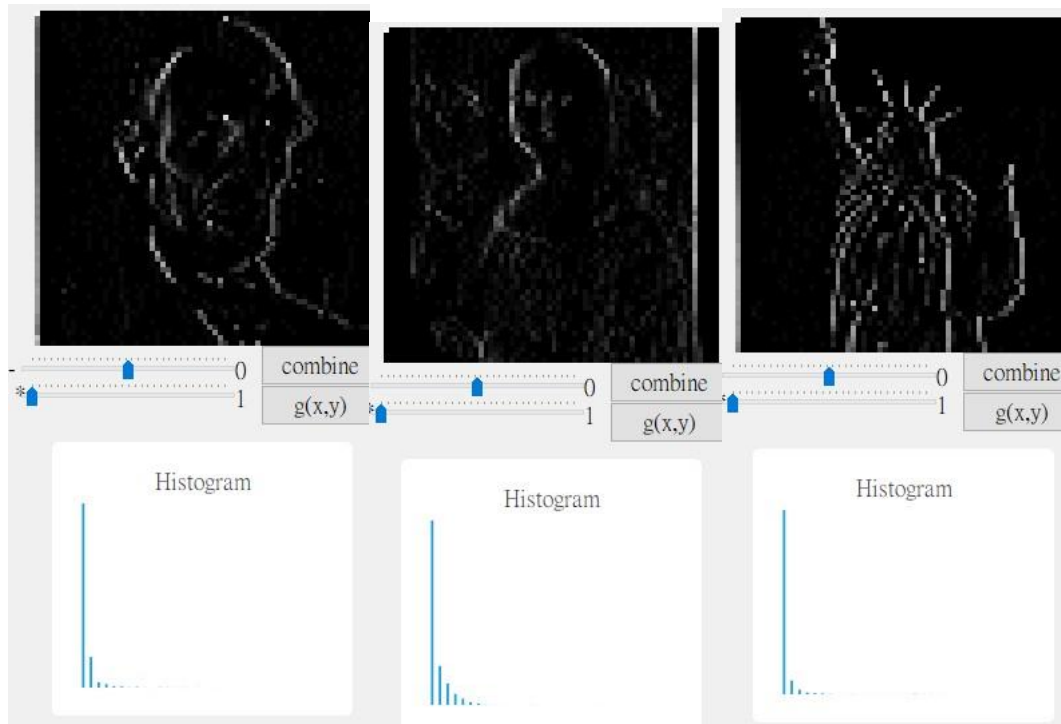 - 0 combine
* 1 g(x,y)
Histogram
0 combine
* 1 g(x,y)
Histogram
0 combine
* 1 g(x,y)
Histogram